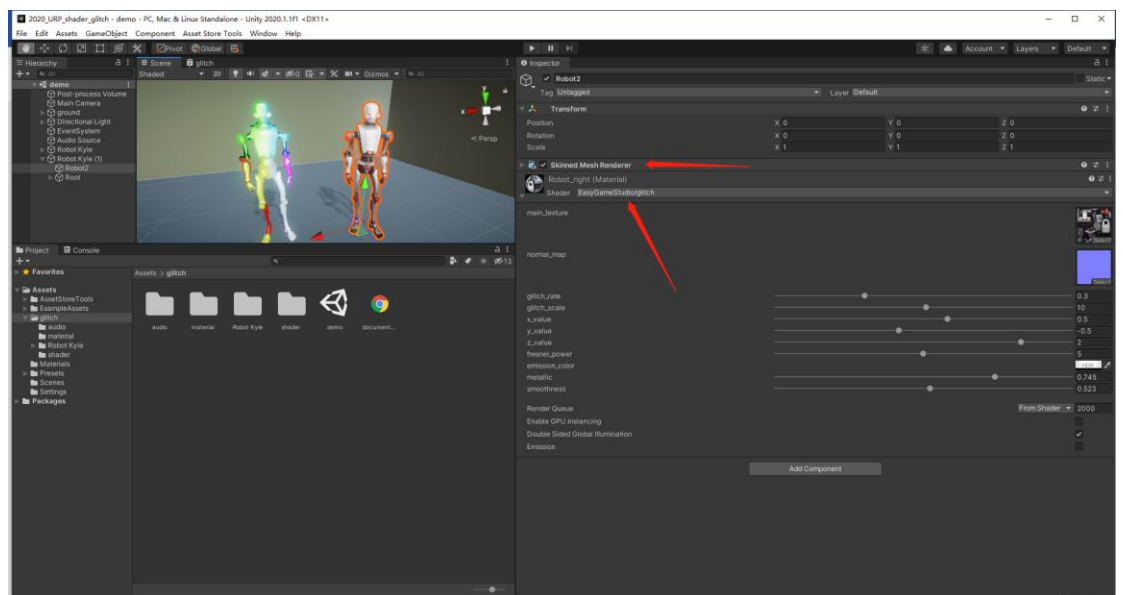 2020_URP_shader_glitch - demo - PC, Mac & Linux Standalone - Unity 2020.1.1f1 <DX11>
File Edit Assets GameObject Component Asset Store Tools Window Help
Pivot Global
Account Layers Default
Hierarchy
All
demo
Post-process Volume
Main Camera
ground
Directional Light
EventSystem
Audio Source
Robot Kyle
Robot Kyle (1)
Robot2
Root
Scene glitch
Shaded 2D 0 Gizmos All
y
x
Persp
Project Console
13
Favorites
Assets
AssetStoreTools
ExampleAssets
glitch
audio
material
Robot Kyle
shader
Materials
Presets
Scenes
Settings
Packages
Assets > glitch
audio material Robot Kyle shader demo document...
Inspector
Robot2 Static
Tag Untagged Layer Default
Transform
Position X 0 Y 0 Z 0
Rotation X 0 Y 0 Z 0
Scale X 1 Y 1 Z 1
Skinned Mesh Renderer
Robot_right (Material)
Shader EasyGameStudio/glitch
main_texture
Select
normal_map
Select
glitch_rate 0.3
glitch_scale 10
x_value 0.5
y_value -0.5
z_value 2
fresnel_power 5
emission_color HDR
metallic 0.745
smoothness 0.523
Render Queue From Shader 2000
Enable GPU Instancing
Double Sided Global Illumination
Emission
Add Component